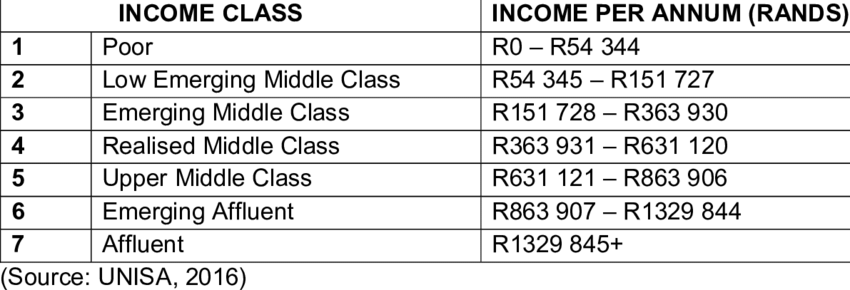 INCOME CLASS INCOME PER ANNUM (RANDS)
1 Poor R0 – R54 344
2 Low Emerging Middle Class R54 345 – R151 727
3 Emerging Middle Class R151 728 – R363 930
4 Realised Middle Class R363 931 – R631 120
5 Upper Middle Class R631 121 – R863 906
6 Emerging Affluent R863 907 – R1329 844
7 Affluent R1329 845+
(Source: UNISA, 2016)